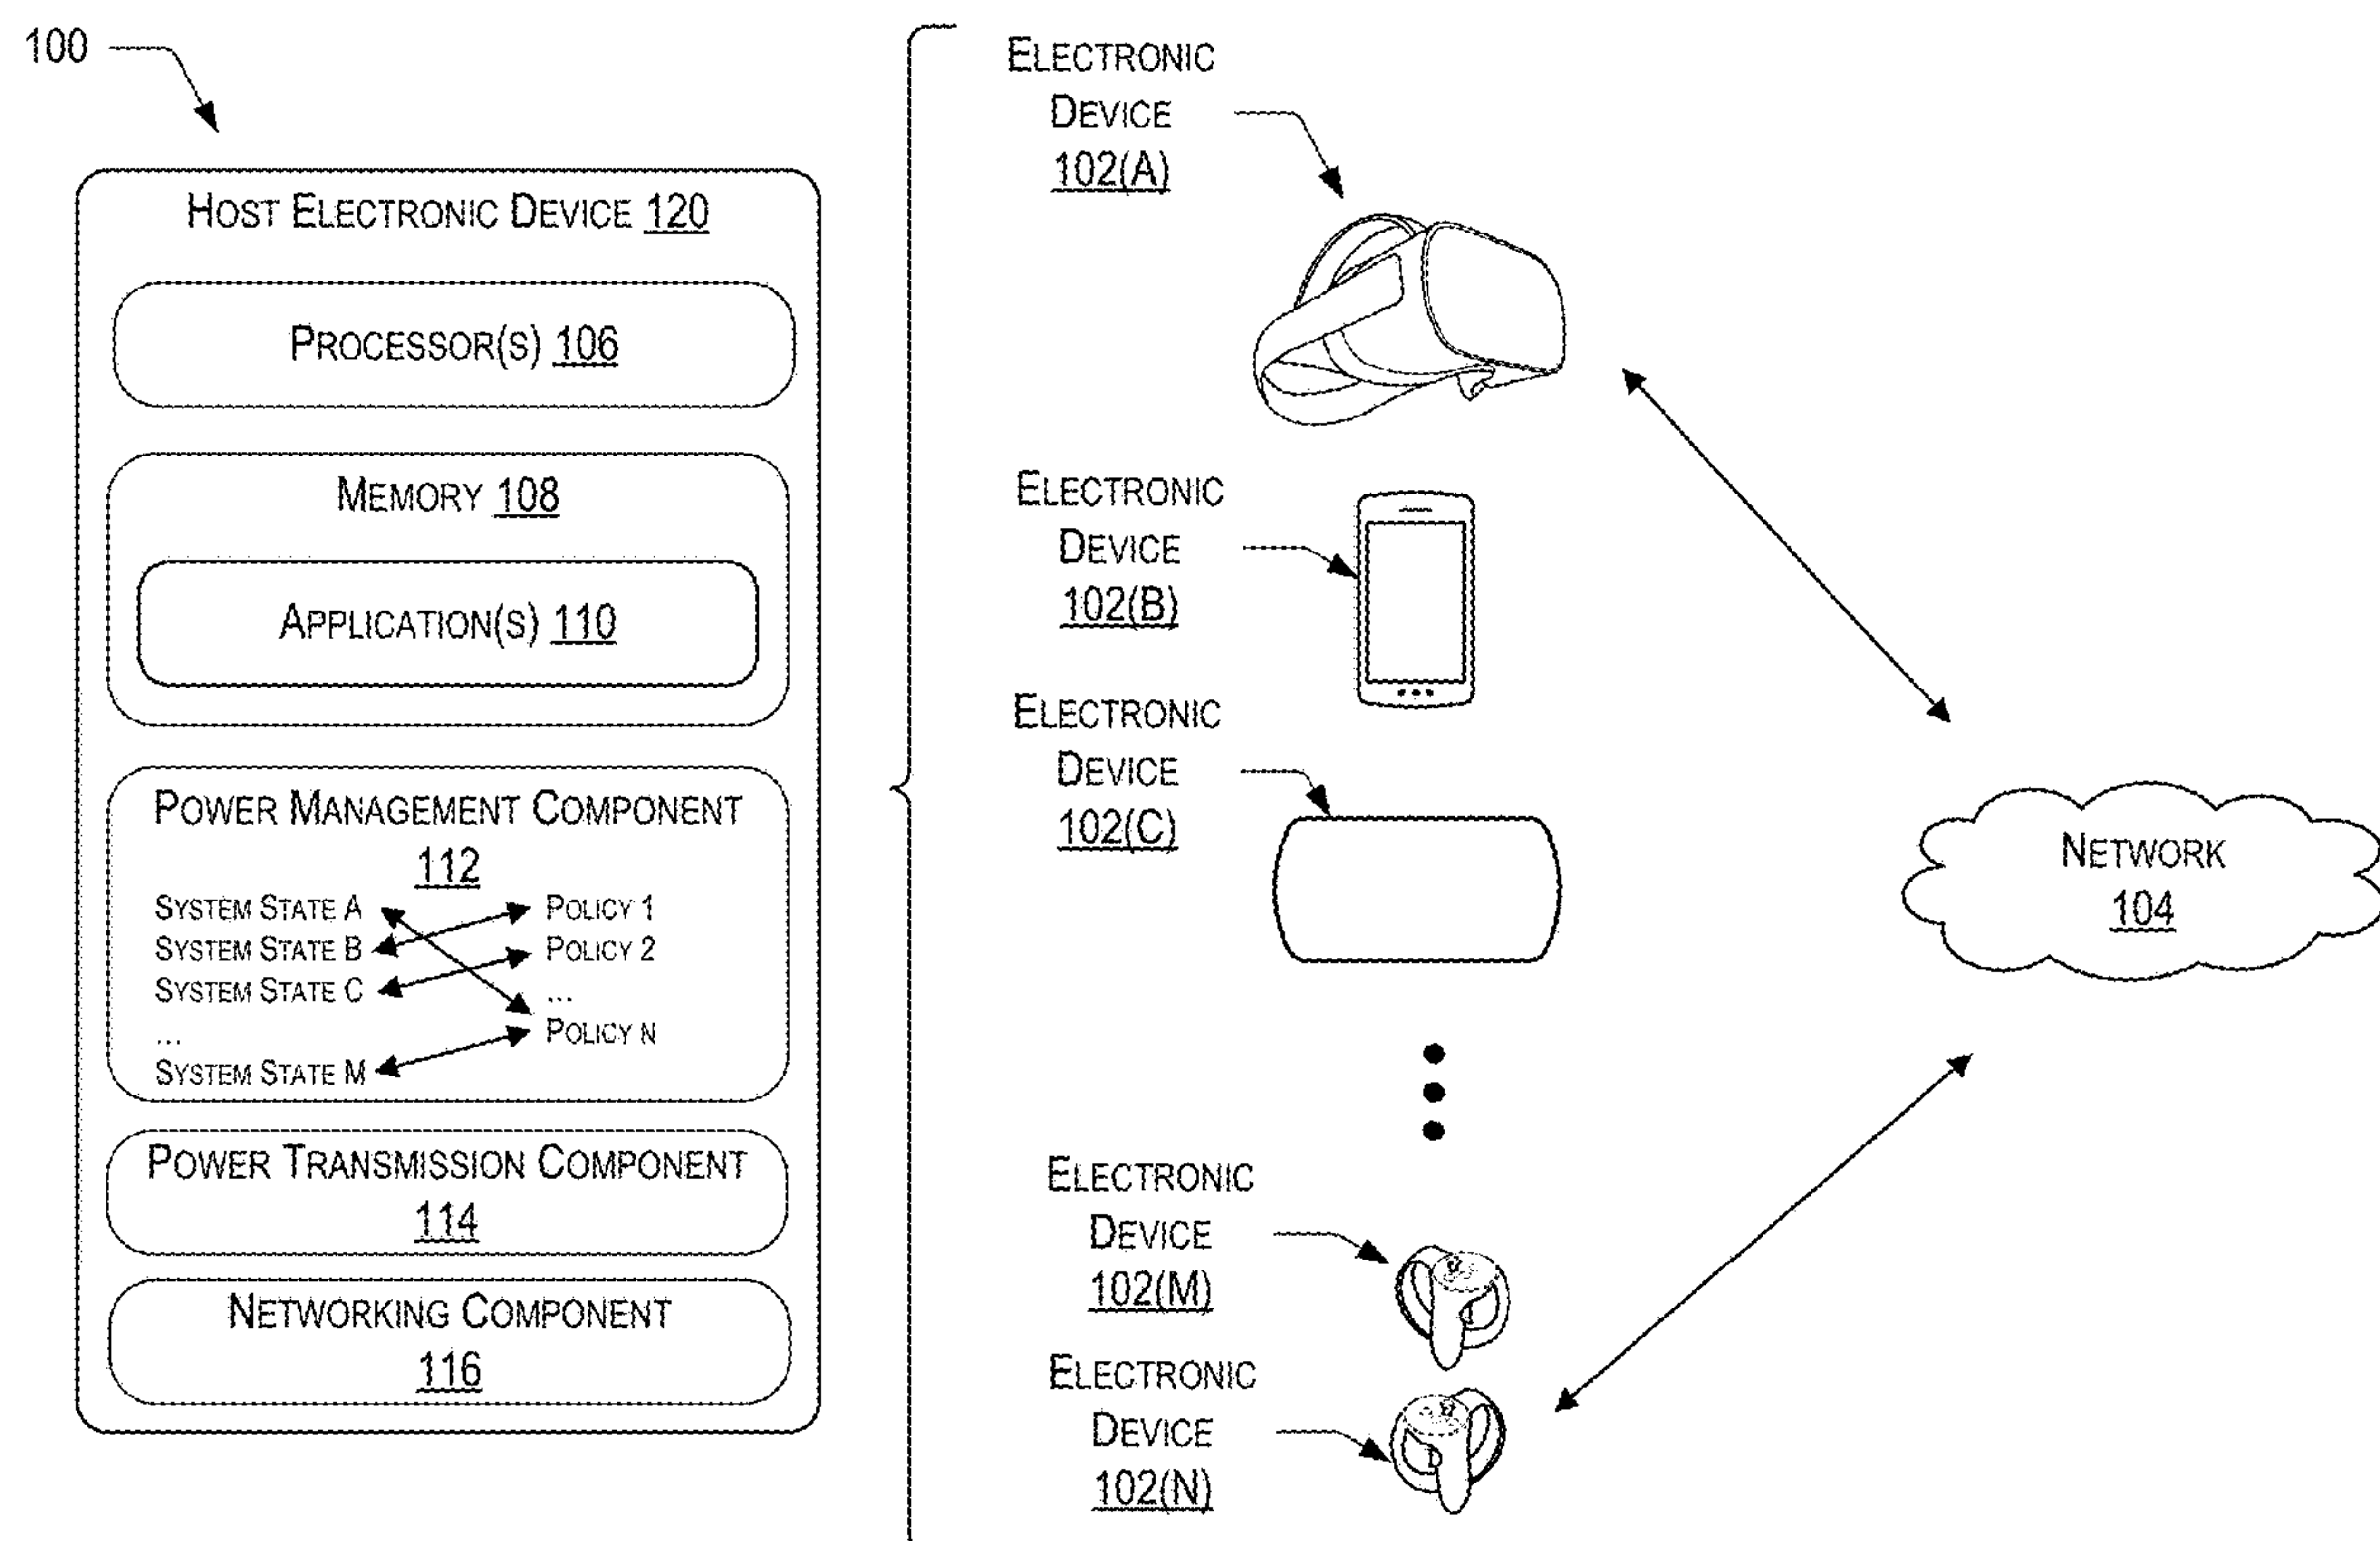 100
HOST ELECTRONIC DEVICE 120
PROCESSOR(S) 106
MEMORY 108
APPLICATION(S) 110
POWER MANAGEMENT COMPONENT
112
SYSTEM STATE A
SYSTEM STATE B
SYSTEM STATE C
...
SYSTEM STATE M
POLICY 1
POLICY 2
...
POLICY N
POWER TRANSMISSION COMPONENT
114
NETWORKING COMPONENT
116
ELECTRONIC
DEVICE
102(A)
ELECTRONIC
DEVICE
102(B)
ELECTRONIC
DEVICE
102(C)
ELECTRONIC
DEVICE
102(M)
ELECTRONIC
DEVICE
102(N)
NETWORK
104